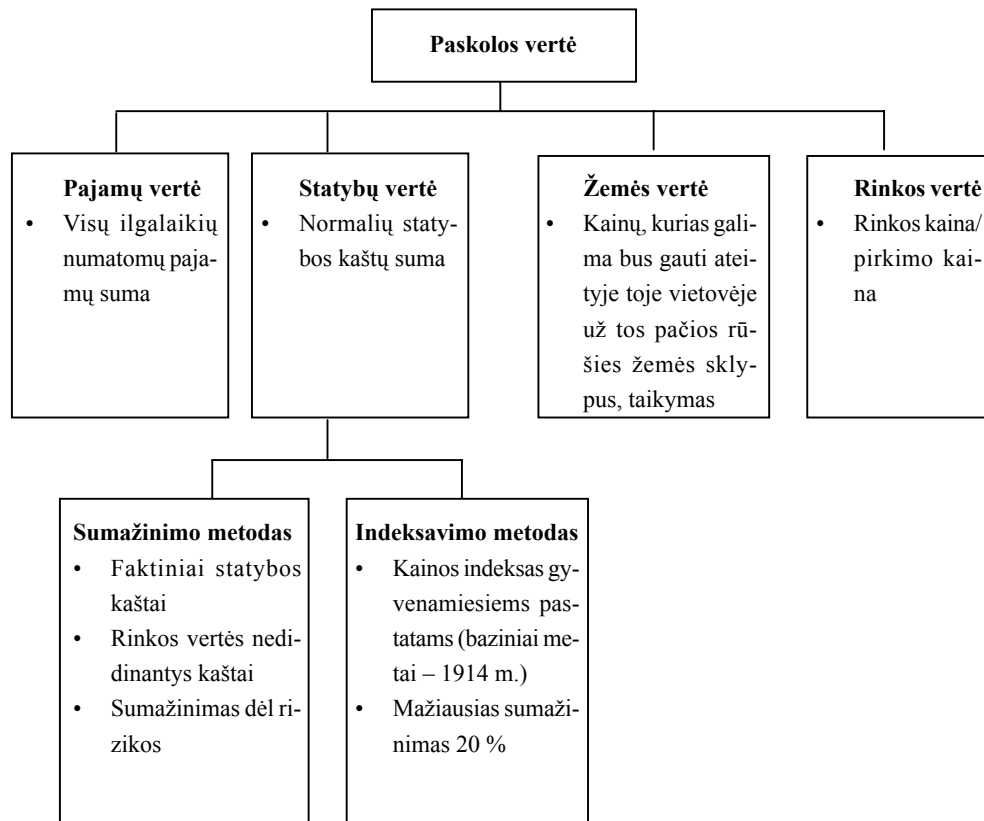 Paskolos vertė
Pajamų vertė
• Visų ilgalaikių
numatomų paja-
mų suma
Statybų vertė
• Normalių staty-
bos kaštų suma
Žemės vertė
• Kainų, kurias gali-
ma bus gauti atei-
tyje toje vietovėje
už tos pačios rū-
šies žemės skly-
pus, taikymas
Rinkos vertė
• Rinkos kaina/
pirkimo kai-
na
Sumažinimo metodas
• Faktiniai statybos
kaštai
• Rinkos vertės nedi-
dinantys kaštai
• Sumažinimas dėl ri-
zikos
Indeksavimo metodas
• Kainos indeksas gy-
venamiesiems pas-
tatams (baziniai me-
tai – 1914 m.)
• Mažiausias sumaži-
nimas 20 %